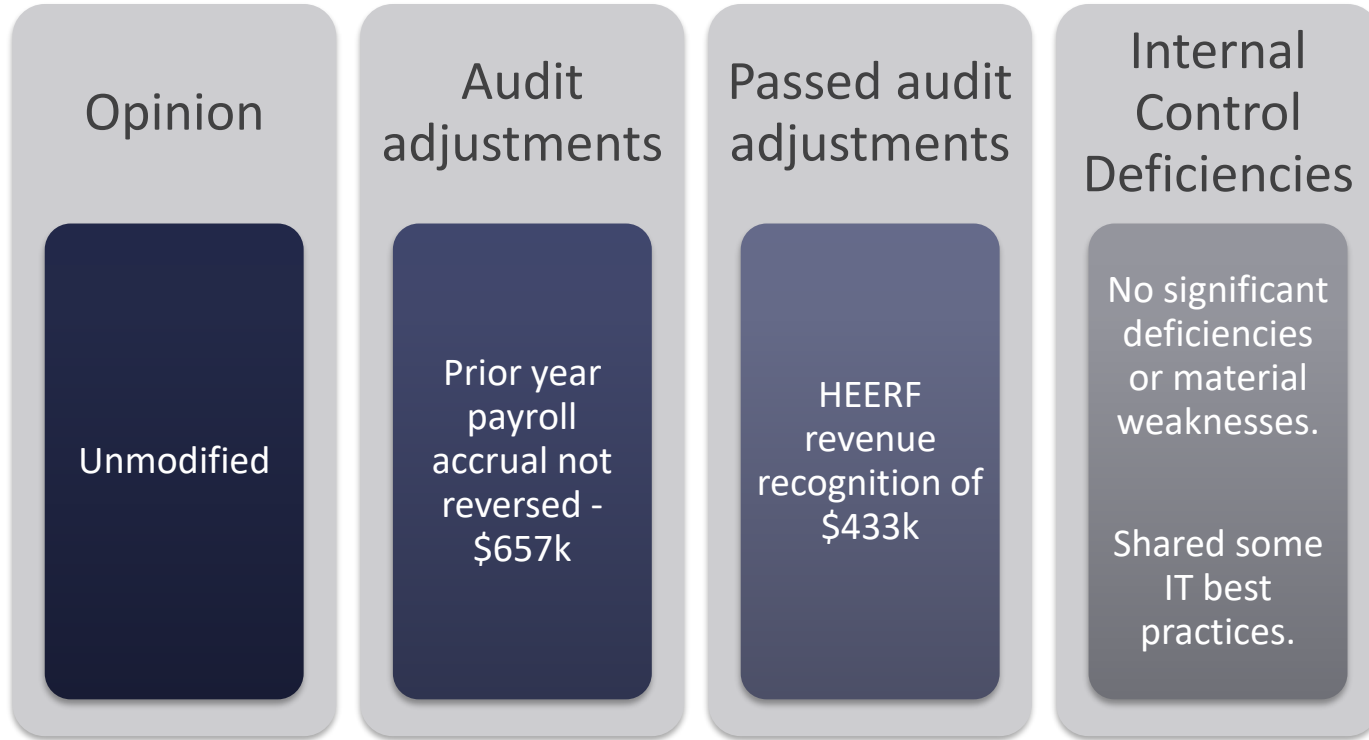 Opinion
Unmodified
Audit
adjustments
Prior year
payroll
accrual not
reversed -
$657k
Passed audit
adjustments
HEERF
revenue
recognition of
$433k
Internal
Control
Deficiencies
No significant
deficiencies
or material
weaknesses.
Shared some
IT best
practices.